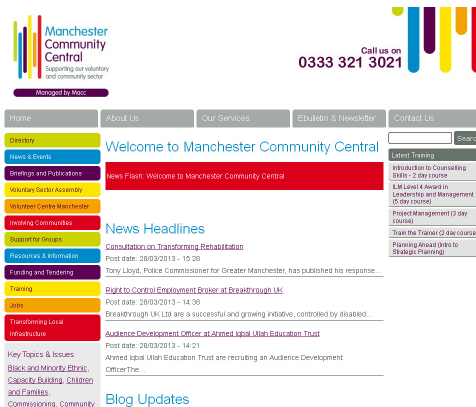 Manchester
Community
Central
Supporting our voluntary
and community sector
Managed by Macc
Call us on
0333 321 3021
Home
About Us
Our Services
Ebulletin & Newsletter
Contact Us
Directory
News & Events
Briefings and Publications
Voluntary Sector Assembly
Volunteer Centre Manchester
Involving Communities
Support for Groups
Resources & Information
Funding and Tendering
Training
Jobs
Transforming Local
Infrastructure
Key Topics & Issues
Black and Minority Ethnic,
Capacity Building, Children
and Families,
Commissioning, Community
Welcome to Manchester Community Central
News Flash: Welcome to Manchester Community Central
News Headlines
Consultation on Transforming Rehabilitation
Post date: 28/03/2013 - 15:28
Tony Lloyd, Police Commissioner for Greater Manchester, has published his response...
Right to Control Employment Broker at Breakthrough UK
Post date: 28/03/2013 - 14:38
Breakthrough UK Ltd are a successful and growing initiative, controlled by disabled...
Audience Development Officer at Ahmed Iqbal Ullah Education Trust
Post date: 28/03/2013 - 14:21
Ahmed Iqbal Ullah Education Trust are recruiting an Audience Development
OfficerThe...
Blog Updates
Searc
Latest Training
Introduction to Counselling
Skills - 2 day course
ILM Level 4 Award in
Leadership and Management
(5 day course)
Project Management (3 day
course)
Train the Trainer (2 day course
Planning Ahead (Intro to
Strategic Planning)